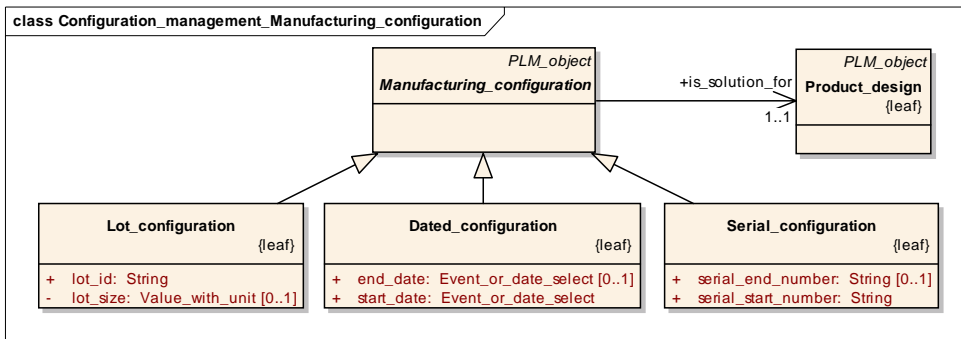 class Configuration_management_Manufacturing_configuration
PLM_object
Manufacturing_configuration
+is_solution_for
1..1
PLM_object
Product_design
{leaf}
Lot_configuration
{leaf}
+ lot_id: String
- lot_size: Value_with_unit [0..1]
Dated_configuration
{leaf}
+ end_date: Event_or_date_select [0..1]
+ start_date: Event_or_date_select
Serial_configuration
{leaf}
+ serial_end_number: String [0..1]
+ serial_start_number: String